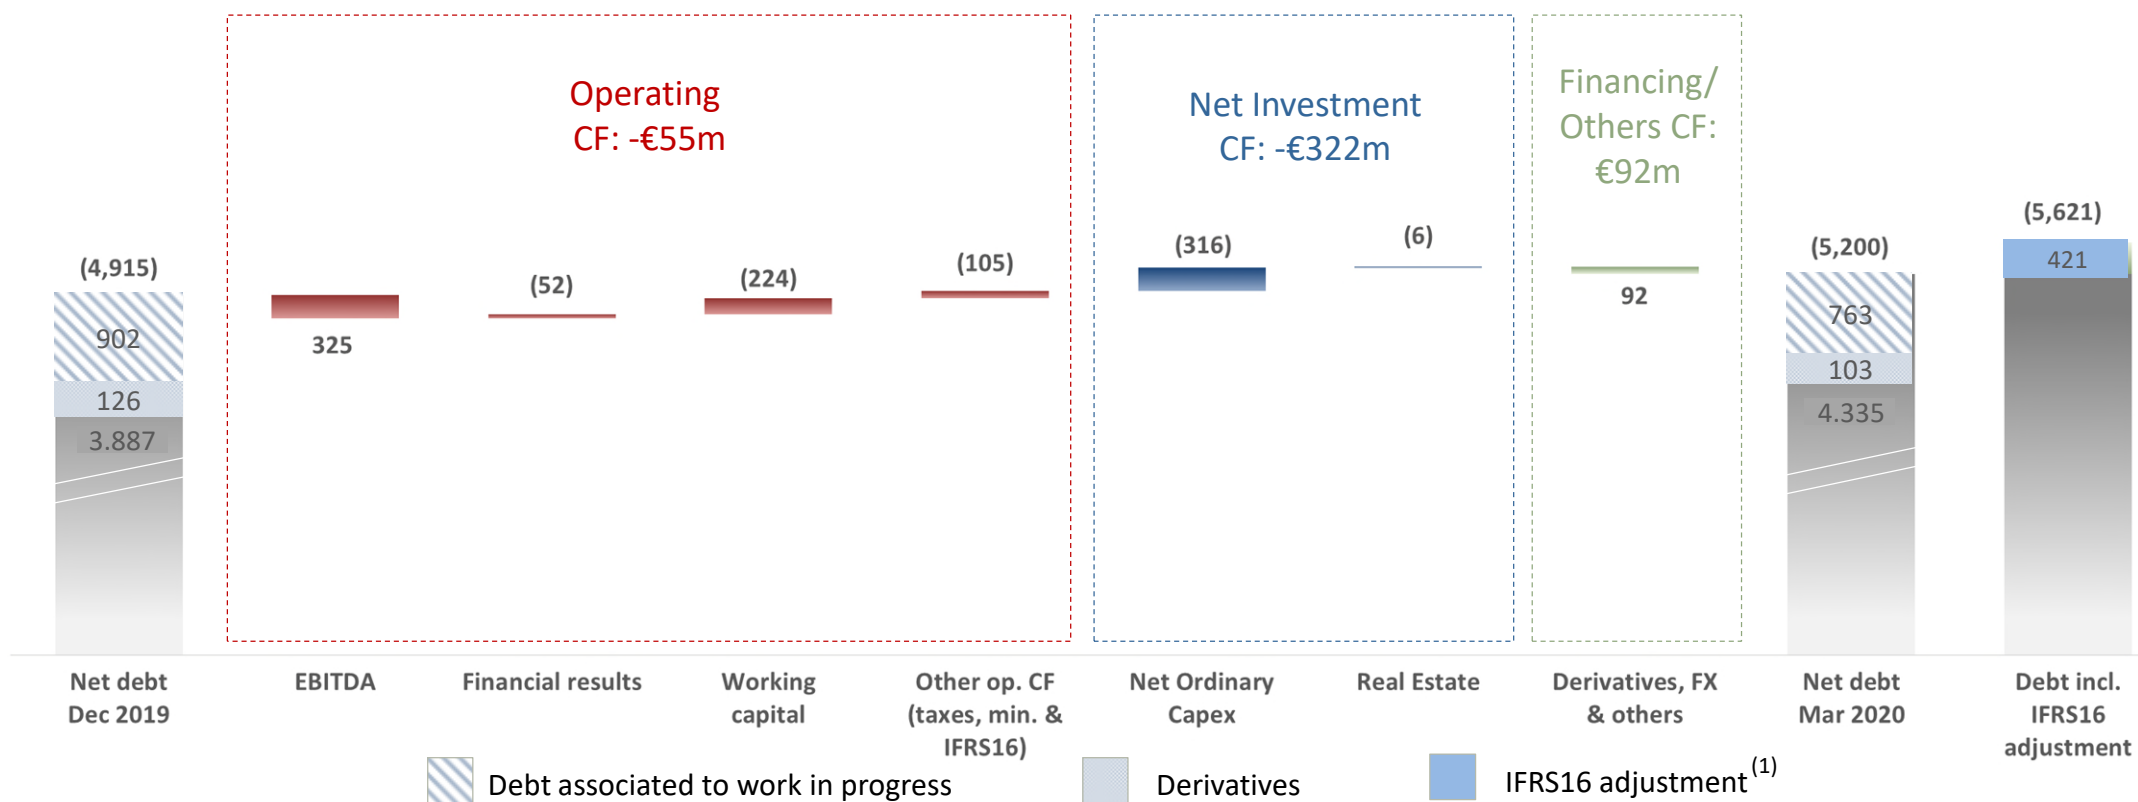 Operating
CF: -€55m
Net Investment
CF: -€322m
Financing/
Others CF:
€92m
(4,915)
902
126
3.887
325
(52)
(224)
(105)
(316)
(6)
92
(5,200)
763
103
4.335
(5,621)
421
Net debt
Dec 2019
EBITDA
Financial results
Working
capital
Other op. CF
(taxes, min. &
IFRS16)
Net Ordinary
Capex
Real Estate
Derivatives, FX
& others
Net debt
Mar 2020
Debt incl.
IFRS16
adjustment
Debt associated to work in progress
Derivatives
IFRS16 adjustment (1)